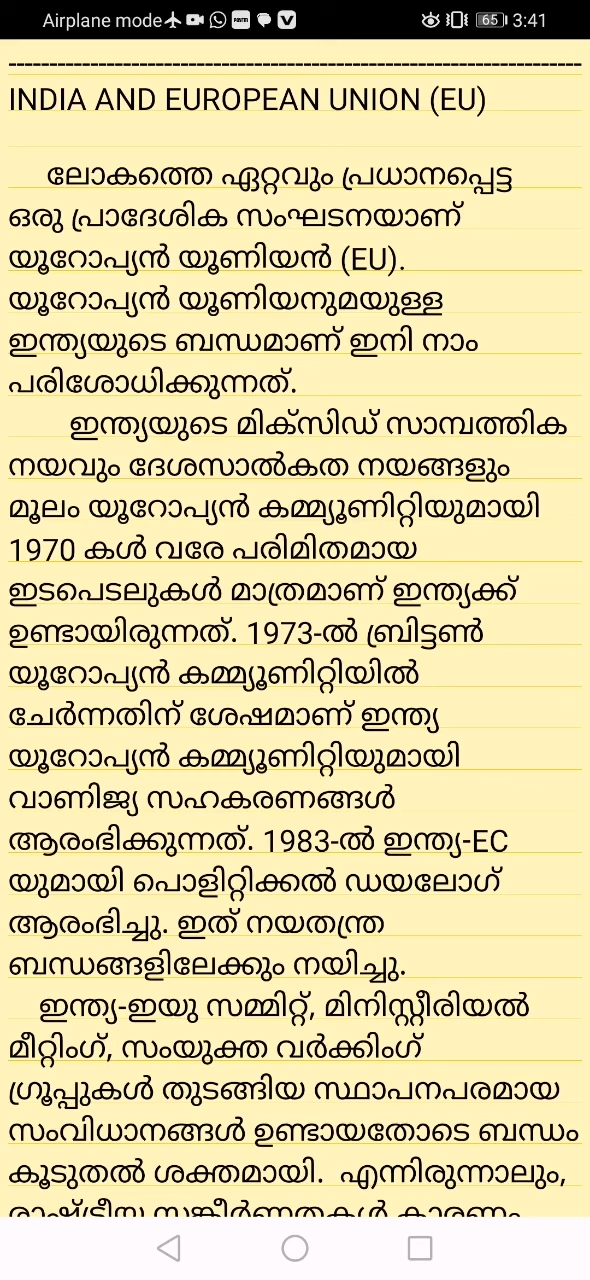 Airplane mode 65 3:41
------------------------------------------------------------------------
INDIA AND EUROPEAN UNION (EU)
ലോകത്തെ ഏറ്റവും പ്രധാനപ്പെട്ട
ഒരു പ്രാദേശിക സംഘടനയാണ്
യൂറോപ്യൻ യൂണിയൻ (EU).
യൂറോപ്യൻ യൂണിയനുമയുള്ള
ഇന്ത്യയുടെ ബന്ധമാണ് ഇനി നാം
പരിശോധിക്കുന്നത്.
ഇന്ത്യയുടെ മിക്സിഡ് സാമ്പത്തിക
നയവും ദേശസാൽകത നയങ്ങളും
മൂലം യൂറോപ്യൻ കമ്മ്യൂണിറ്റിയുമായി
1970 കൾ വരേ പരിമിതമായ
ഇടപെടലുകൾ മാത്രമാണ് ഇന്ത്യക്ക്
ഉണ്ടായിരുന്നത്. 1973-ൽ ബ്രിട്ടൺ
യൂറോപ്യൻ കമ്മ്യൂണിറ്റിയിൽ
ചേർന്നതിന് ശേഷമാണ് ഇന്ത്യ
യൂറോപ്യൻ കമ്മ്യൂണിറ്റിയുമായി
വാണിജ്യ സഹകരണങ്ങൾ
ആരംഭിക്കുന്നത്. 1983-ൽ ഇന്ത്യ-EC
യുമായി പൊളിറ്റിക്കൽ ഡയലോഗ്
ആരംഭിച്ചു. ഇത് നയതന്ത്ര
ബന്ധങ്ങളിലേക്കും നയിച്ചു.
ഇന്ത്യ-ഇയു സമ്മിറ്റ്, മിനിസ്റ്റീരിയൽ
മീറ്റിംഗ്, സംയുക്ത വർക്കിംഗ്
ഗ്രൂപ്പുകൾ തുടങ്ങിയ സ്ഥാപനപരമായ
സംവിധാനങ്ങൾ ഉണ്ടായതോടെ ബന്ധം
കൂടുതൽ ശക്തമായി. എന്നിരുന്നാലും,
രാഷ്ട്രീയ സങ്കീർണതകൾ കാരണം